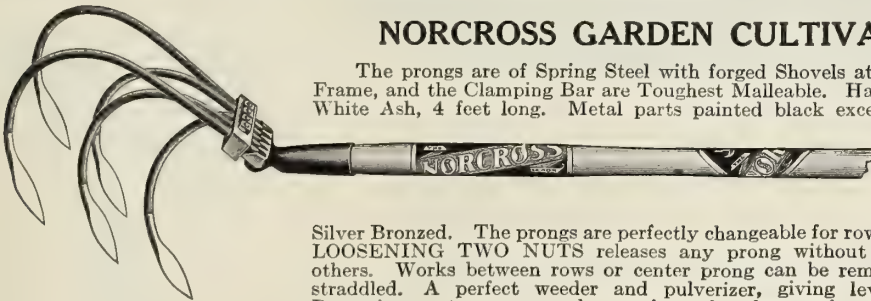 NORCROSS GARDEN CULTIVA
The prongs are of Spring Steel with forged Shovels at
Frame, and the Clamping Bar are Toughest Malleable. Ha
White Ash, 4 feet long. Metal parts painted black exce
THE
NORCROSS
Silver Bronzed. The prongs are perfectly changeable for row
LOOSENING TWO NUTS releases any prong without
others. Works between rows or center prong can be rem
straddled. A perfect weeder and pulverizer, giving lev